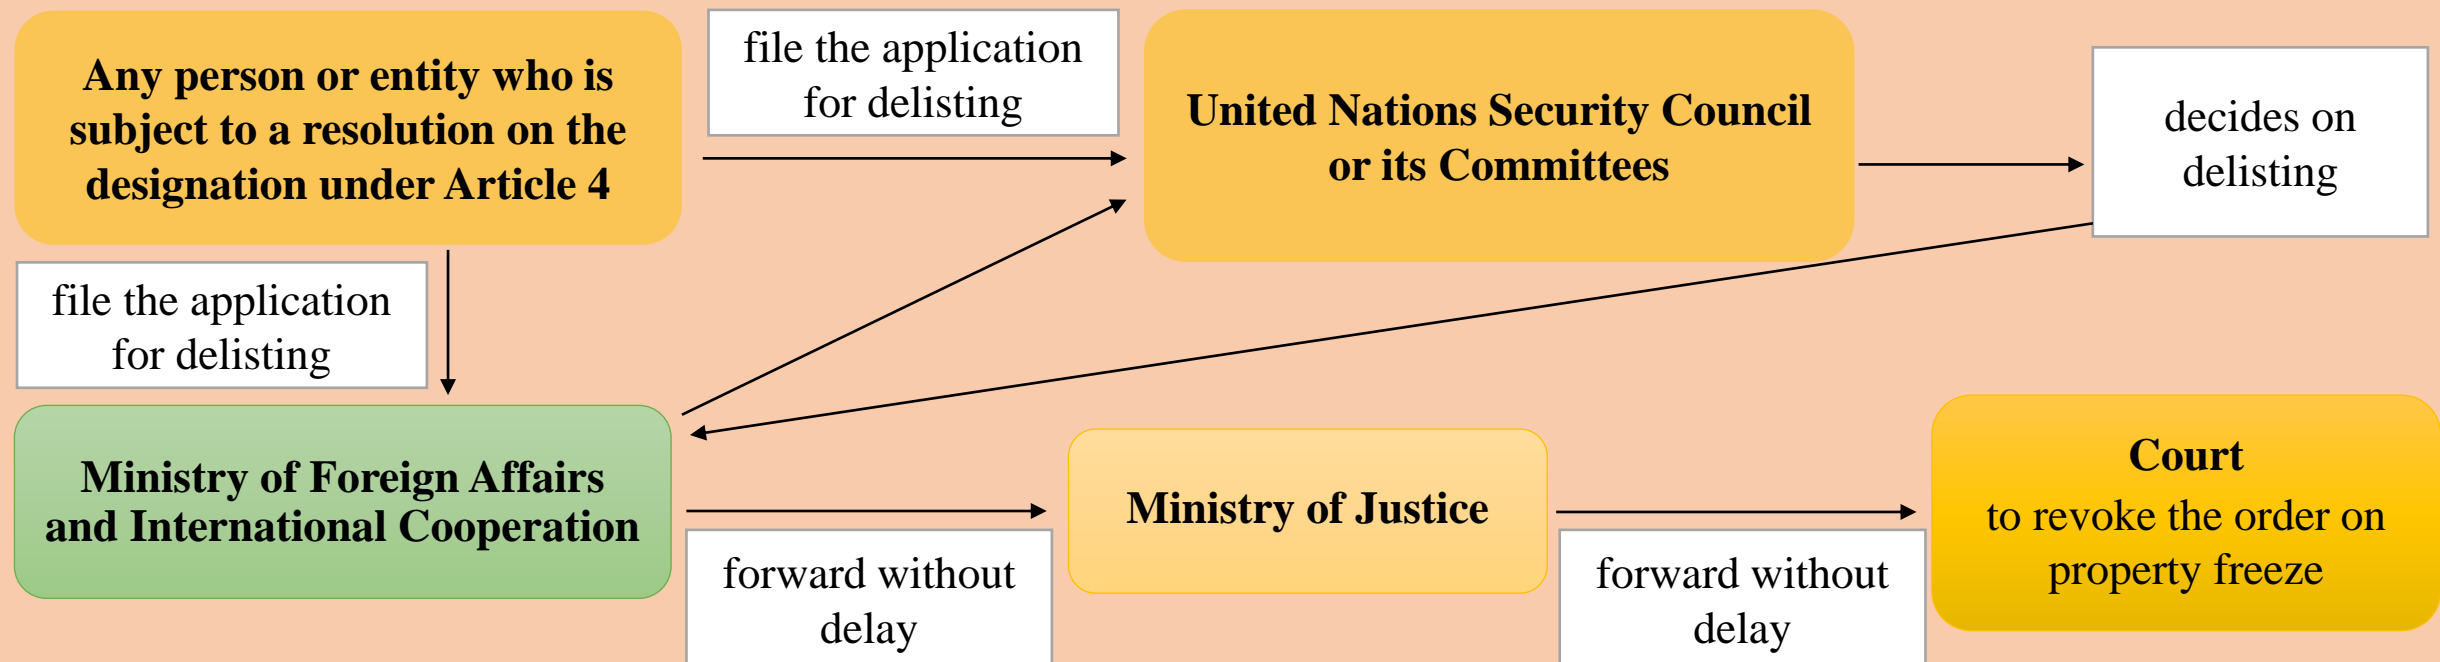 Any person or entity who is
subject to a resolution on the
designation under Article 4
file the application
for delisting
United Nations Security Council
or its Committees
decides on
delisting
file the application
for delisting
Ministry of Foreign Affairs
and International Cooperation
forward without
delay
Ministry of Justice
forward without
delay
Court
to revoke the order on
property freeze